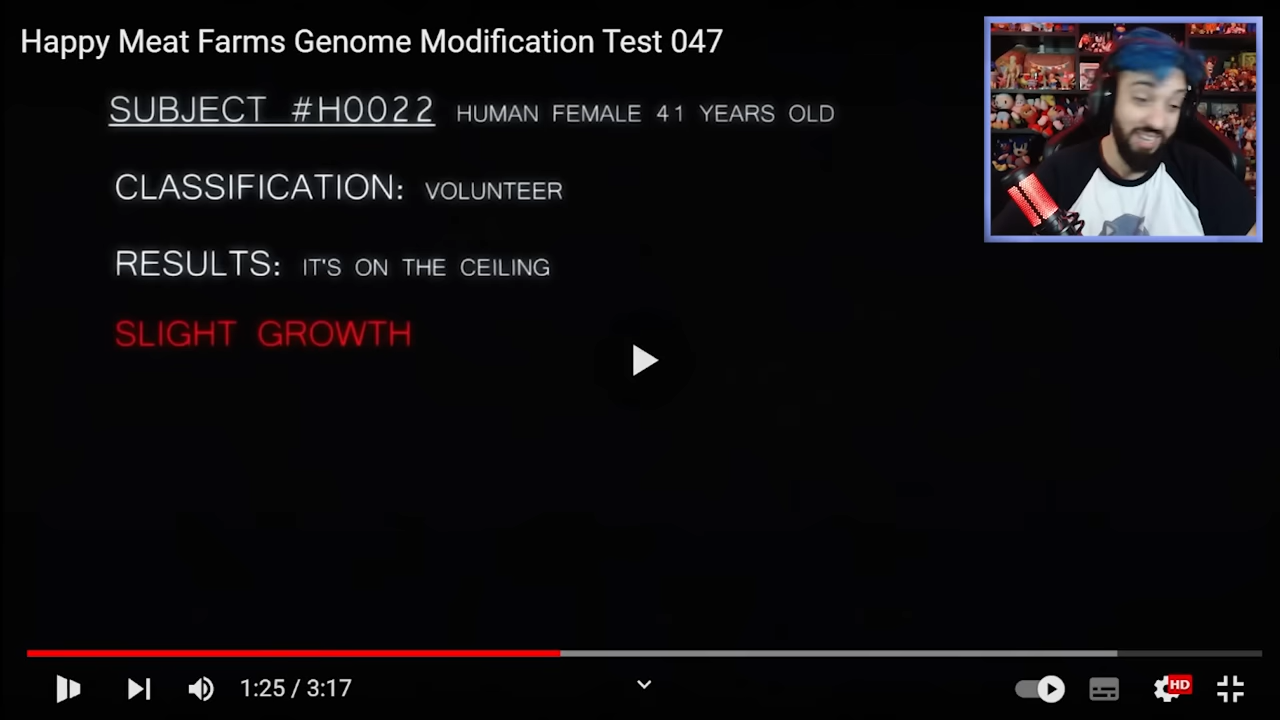 Happy Meat Farms Genome Modification Test 047
SUBJECT #H0022 HUMAN FEMALE 41 YEARS OLD
CLASSIFICATION: VOLUNTEER
RESULTS: IT'S ON THE CEILING
SLIGHT GROWTH
1:25 / 3:17
HD